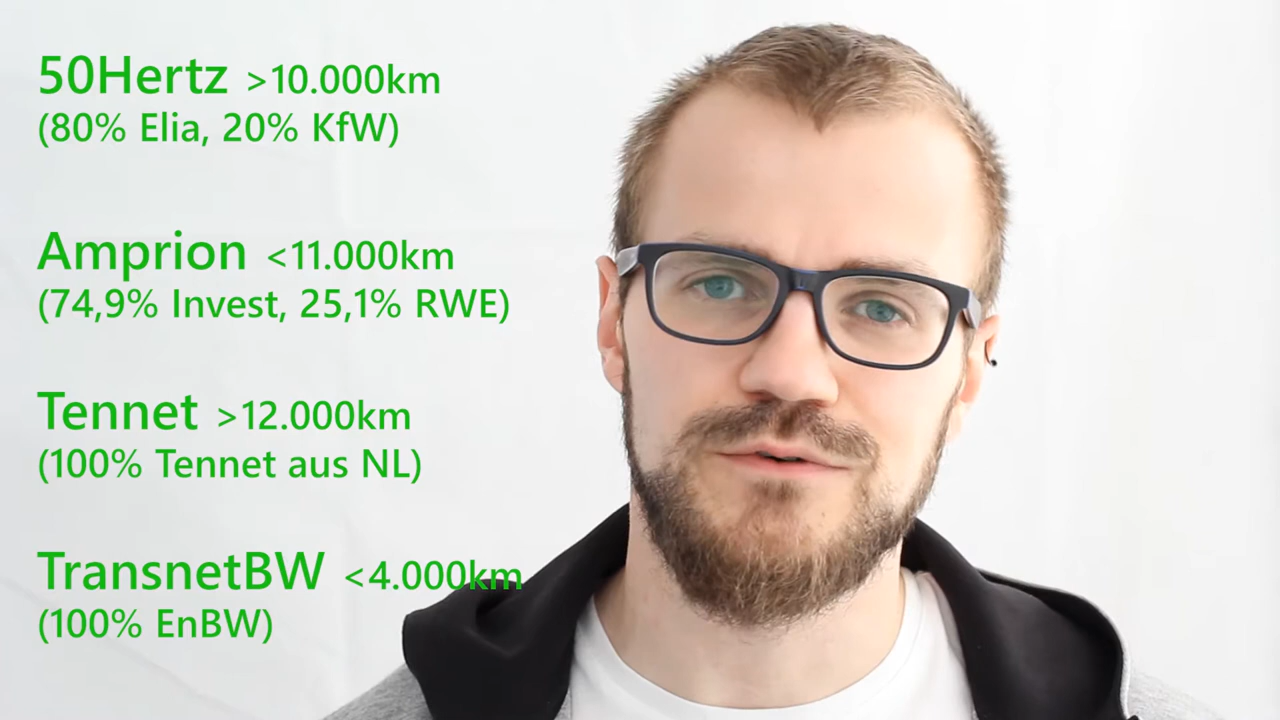 50Hertz >10.000km
(80% Elia, 20% KfW)
Amprion <11.000km
(74,9% Invest, 25,1% RWE)
Tennet >12.000km
(100% Tennet aus NL)
TransnetBW <4.000km
(100% EnBW)